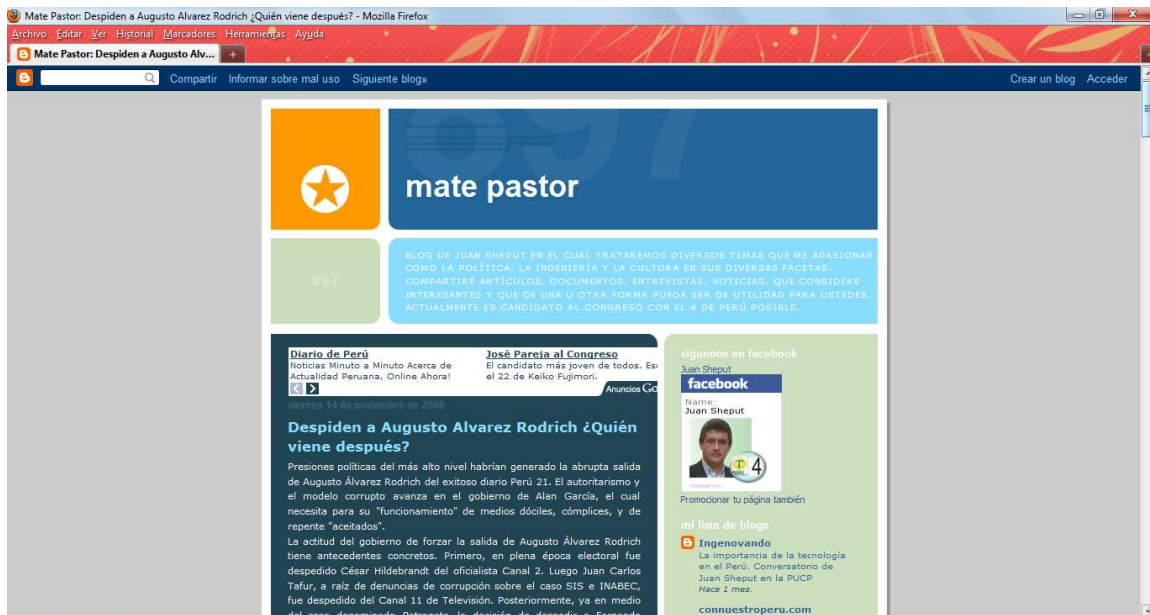 Mate Pastor: Despiden a Augusto Alvarez Rodrich ¿Quién viene después? - Mozilla Firefox
Archivo Editar Ver Historial Marcadores Herramientas Ayuda
Mate Pastor: Despiden a Augusto Alv...
Compartir Informar sobre mal uso Siguiente blog» Crear un blog Acceder
897
mate pastor
897
BLOG DE JUAN SHEPUT EN EL CUAL TRATAREMOS DIVERSOS TEMAS QUE ME APASIONAN
COMO LA POLÍTICA, LA INGENIERÍA Y LA CULTURA EN SUS DIVERSAS FACETAS.
COMPARTIRÉ ARTÍCULOS, DOCUMENTOS, ENTREVISTAS, NOTICIAS, QUE CONSIDERE
INTERESANTES Y QUE DE UNA U OTRA FORMA PUEDA SER DE UTILIDAD PARA USTEDES.
ACTUALMENTE ES CANDIDATO AL CONGRESO CON EL 4 DE PERÚ POSIBLE.
Diario de Perú
Noticias Minuto a Minuto Acerca de
Actualidad Peruana, Online Ahora!
José Pareja al Congreso
El candidato más joven de todos. Es
el 22 de Keiko Fujimori.
Anuncios Go
viernes 14 de noviembre de 2008
Despiden a Augusto Alvarez Rodrich ¿Quién
viene después?
Presiones políticas del más alto nivel habrían generado la abrupta salida
de Augusto Álvarez Rodrich del exitoso diario Perú 21. El autoritarismo y
el modelo corrupto avanza en el gobierno de Alan García, el cual
necesita para su "funcionamiento" de medios dóciles, cómplices, y de
repente "aceitados".
La actitud del gobierno de forzar la salida de Augusto Álvarez Rodrich
tiene antecedentes concretos. Primero, en plena época electoral fue
despedido César Hildebrandt del oficialista Canal 2. Luego Juan Carlos
Tafur, a raíz de denuncias de corrupción sobre el caso SIS e INABEC,
fue despedido del Canal 11 de Televisión. Posteriormente, ya en medio
síguenos en facebook
Juan Sheput
facebook
Name:
Juan Sheput
4
Promocionar tu página también
mi lista de blogs
Ingenovando
La importancia de la tecnología
en el Perú. Conversatorio de
Juan Sheput en la PUCP
Hace 1 mes.
connuestroperu.com